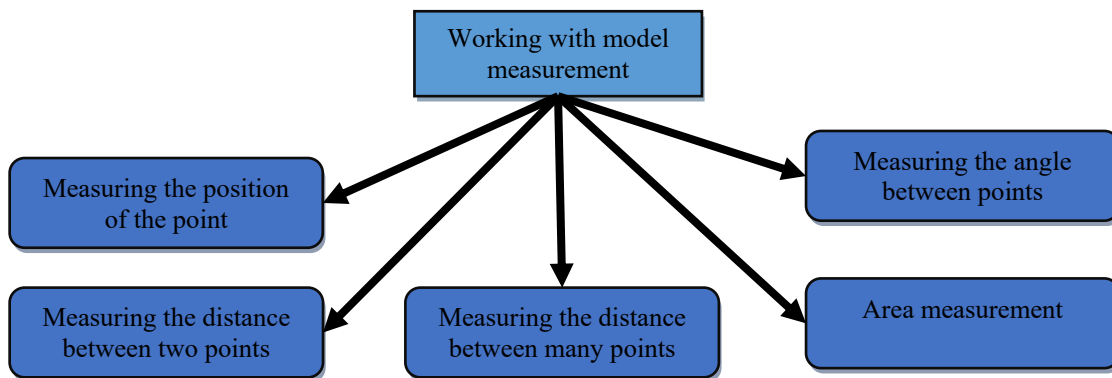 Working with model
measurement
Measuring the position
of the point
Measuring the angle
between points
Measuring the distance
between two points
Measuring the distance
between many points
Area measurement